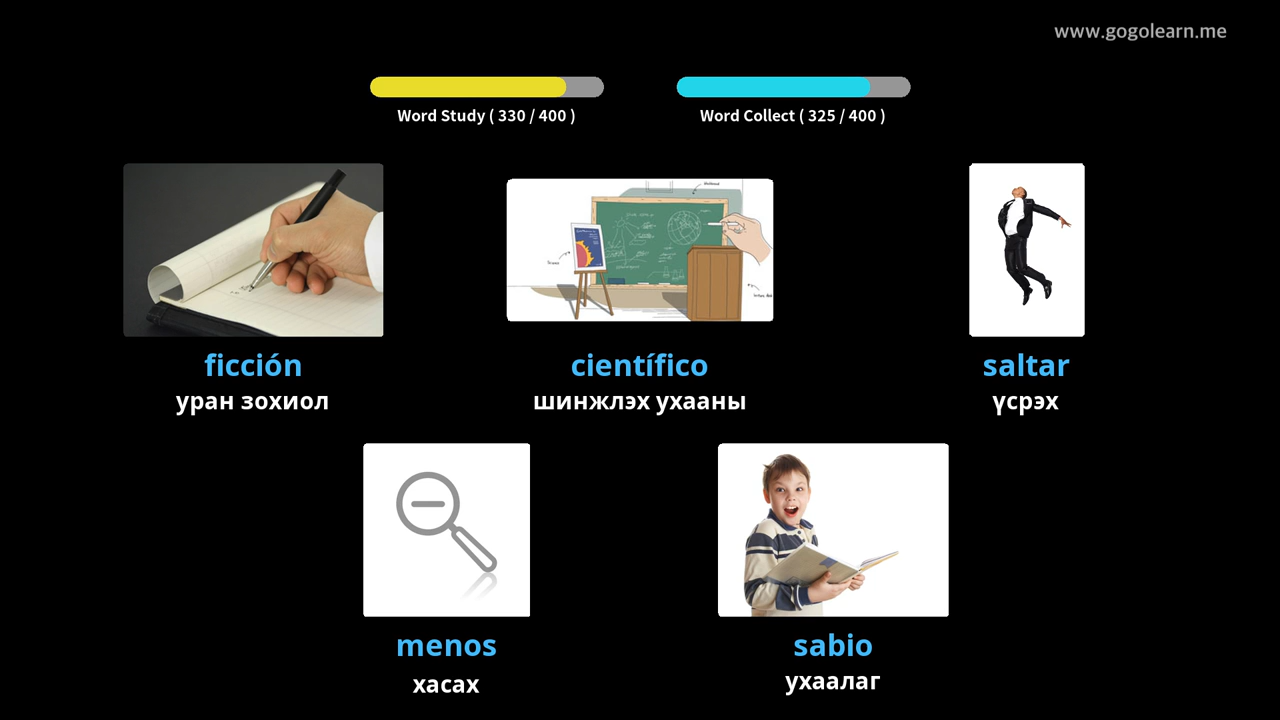 www.gogolearn.me
Word Study ( 330 / 400 )
Word Collect ( 325 / 400 )
ficción
уран зохиол
científico
шинжлэх ухааны
saltar
үсрэх
menos
хасах
sabio
ухаалаг